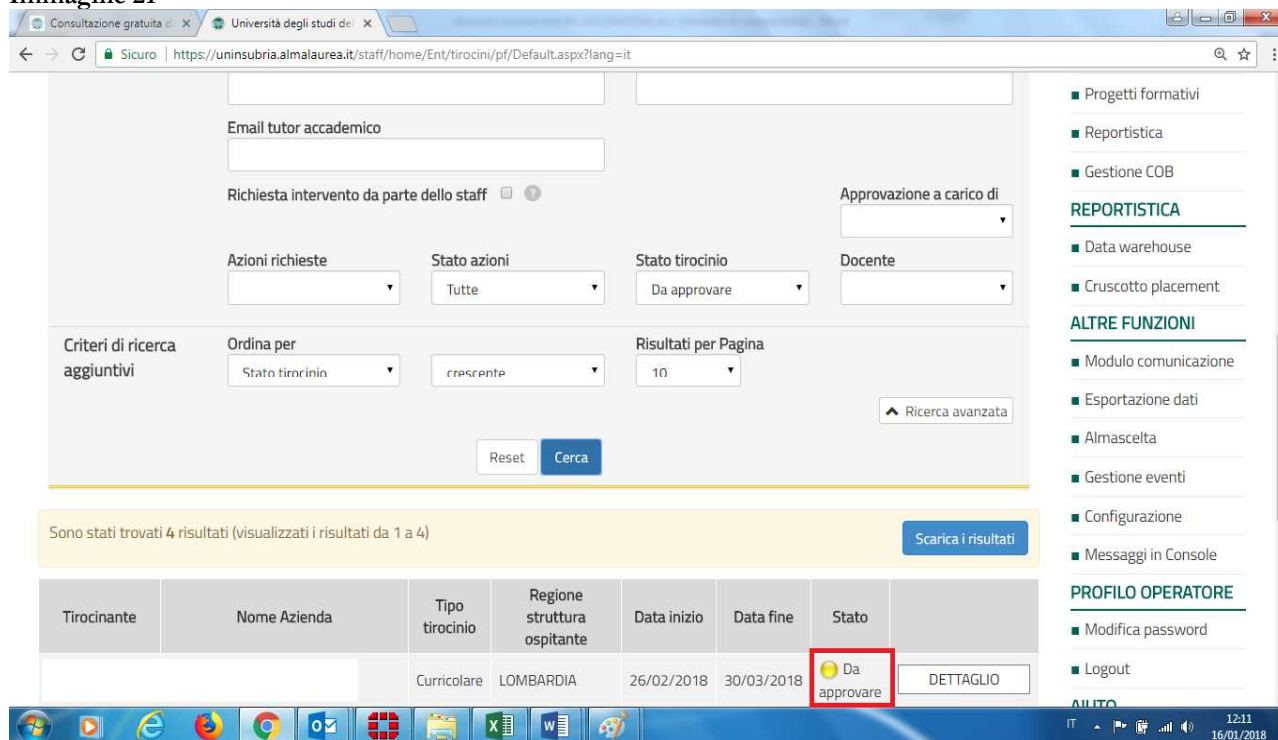 Immagine 21
Consultazione gratuita d
Università degli studi del
Sicuro | https://uninsubria.almalaurea.it/staff/home/Ent/tirocini/pf/Default.aspx?lang=it
Email tutor accademico
Richiesta intervento da parte dello staff ?
Approvazione a carico di
Azioni richieste Stato azioni Stato tirocinio Docente
Tutte Da approvare
Criteri di ricerca aggiuntivi
Ordina per Risultati per Pagina
Stato tirocinio crescente 10
Ricerca avanzata
Reset Cerca
Sono stati trovati 4 risultati (visualizzati i risultati da 1 a 4)
Scarica i risultati
Tirocinante Nome Azienda Tipo tirocinio Regione struttura ospitante Data inizio Data fine Stato
Curricolare LOMBARDIA 26/02/2018 30/03/2018 Da approvare DETTAGLIO
Progetti formativi
Reportistica
Gestione COB
REPORTISTICA
Data warehouse
Cruscotto placement
ALTRE FUNZIONI
Modulo comunicazione
Esportazione dati
Almascelta
Gestione eventi
Configurazione
Messaggi in Console
PROFILO OPERATORE
Modifica password
Logout
AIUTO
IT
12:11
16/01/2018